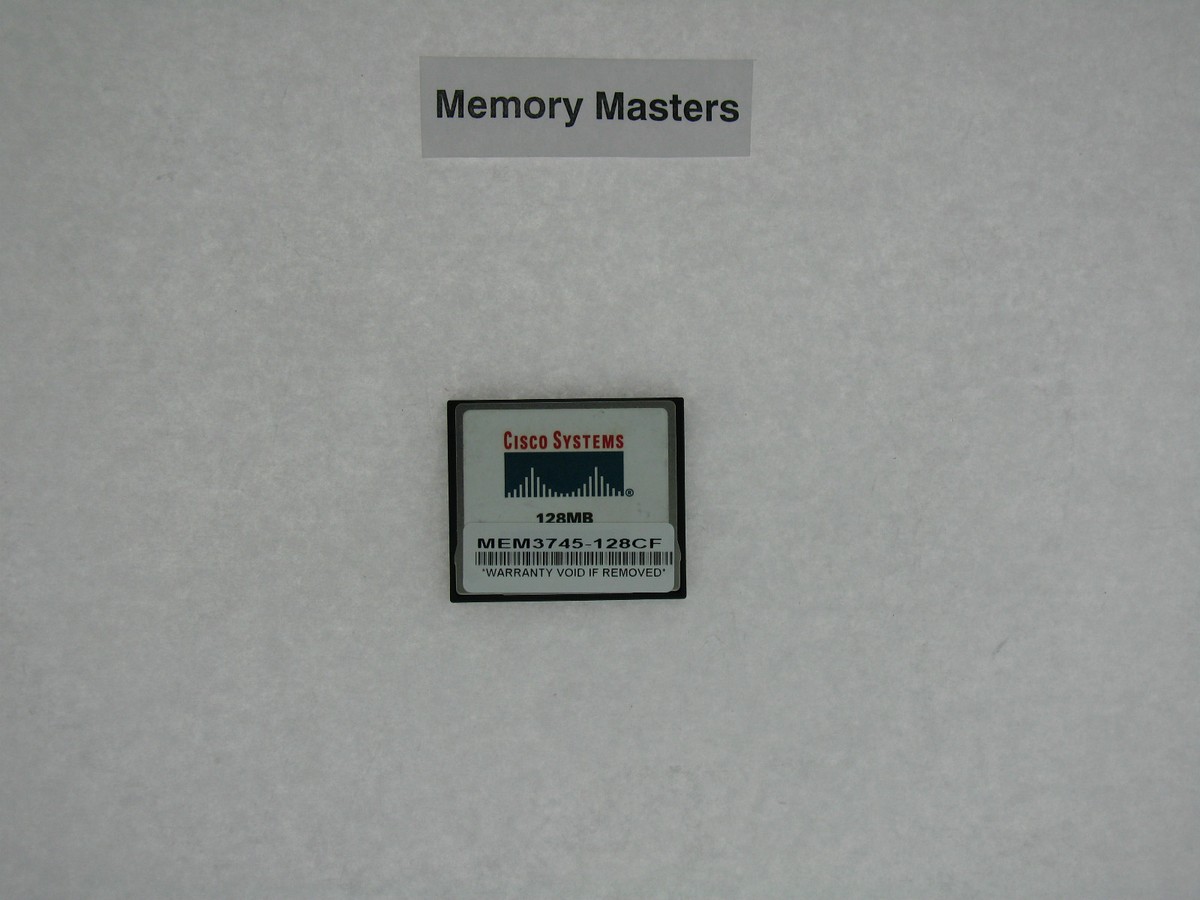 Memory Masters
CISCO SYSTEMS
®
128MB
MEM3745-128CF
"WARRANTY VOID IF REMOVED"